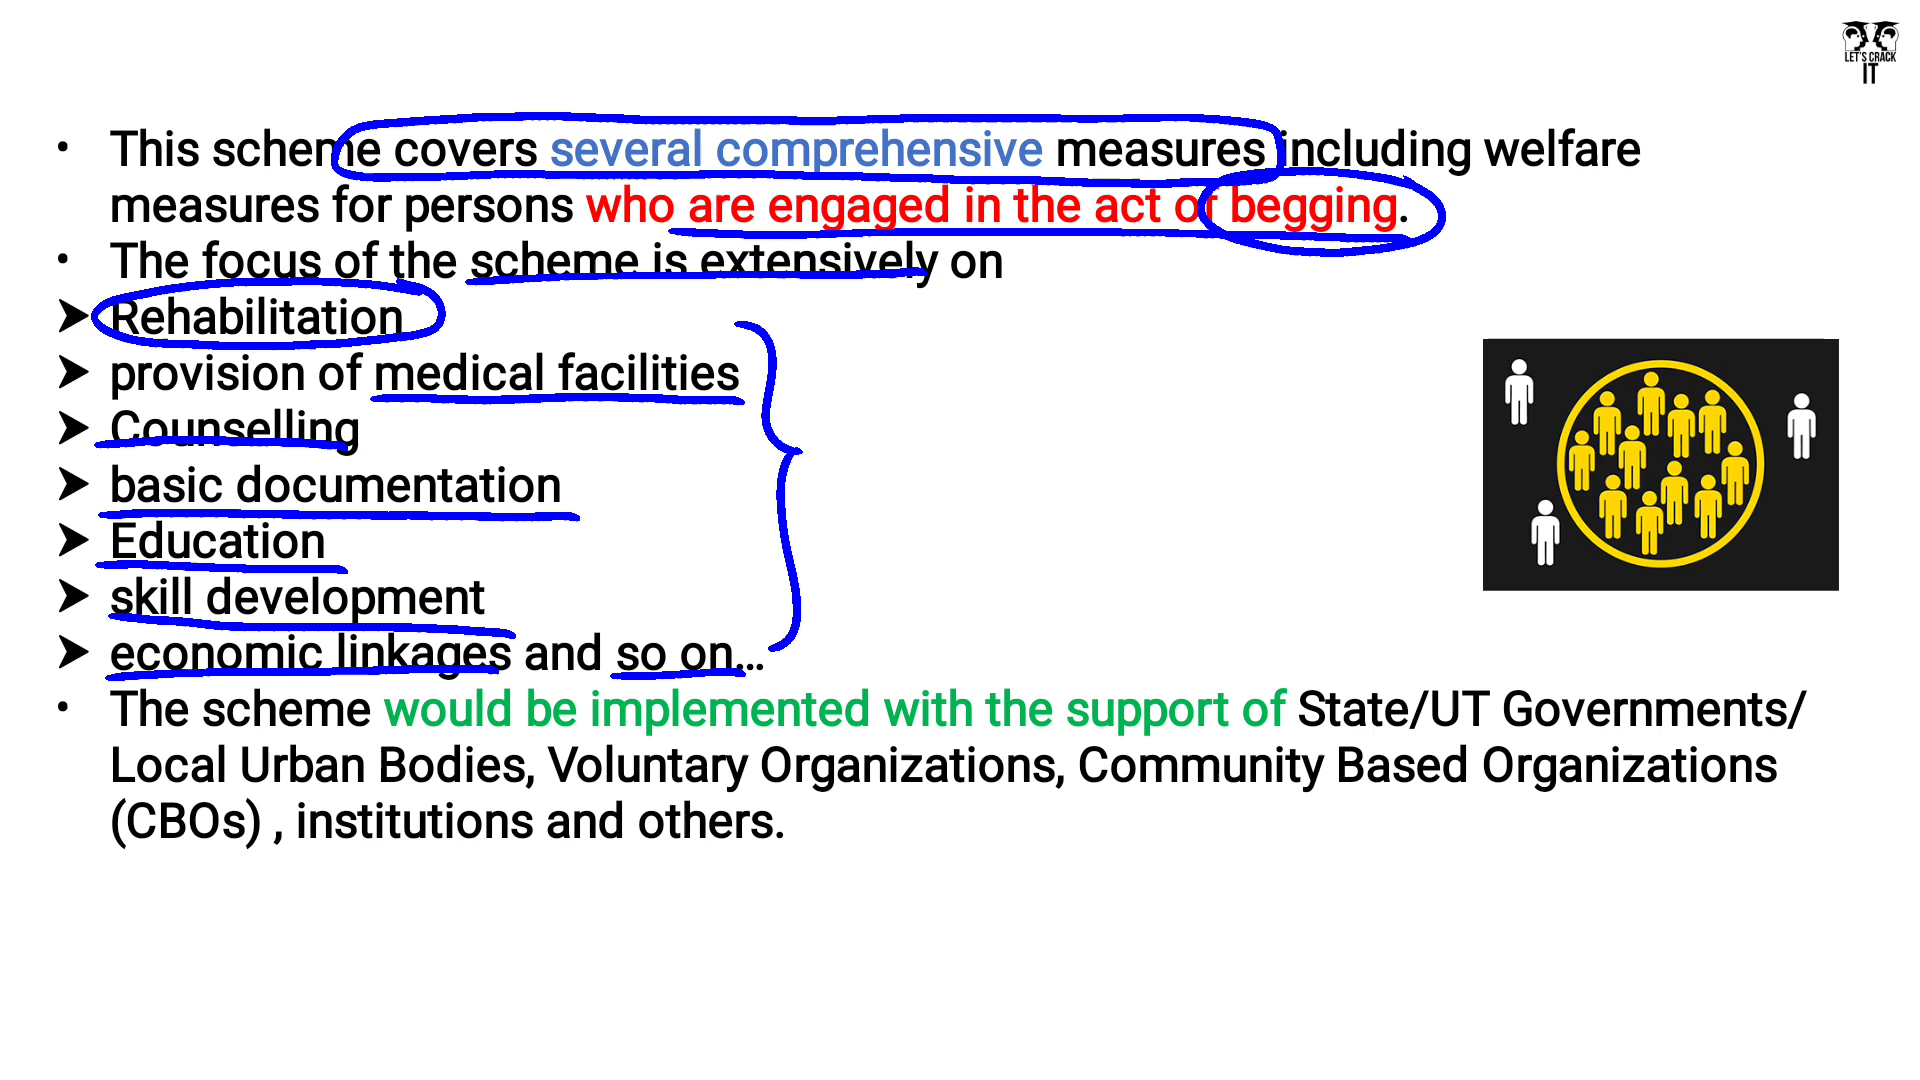 LET'S CRACK
IT
• This scheme covers several comprehensive measures including welfare
measures for persons who are engaged in the act of begging.
• The focus of the scheme is extensively on
➤ Rehabilitation
➤ provision of medical facilities
➤ Counselling
➤ basic documentation
➤ Education
➤ skill development
➤ economic linkages and so on...
• The scheme would be implemented with the support of State/UT Governments/
Local Urban Bodies, Voluntary Organizations, Community Based Organizations
(CBOs) , institutions and others.